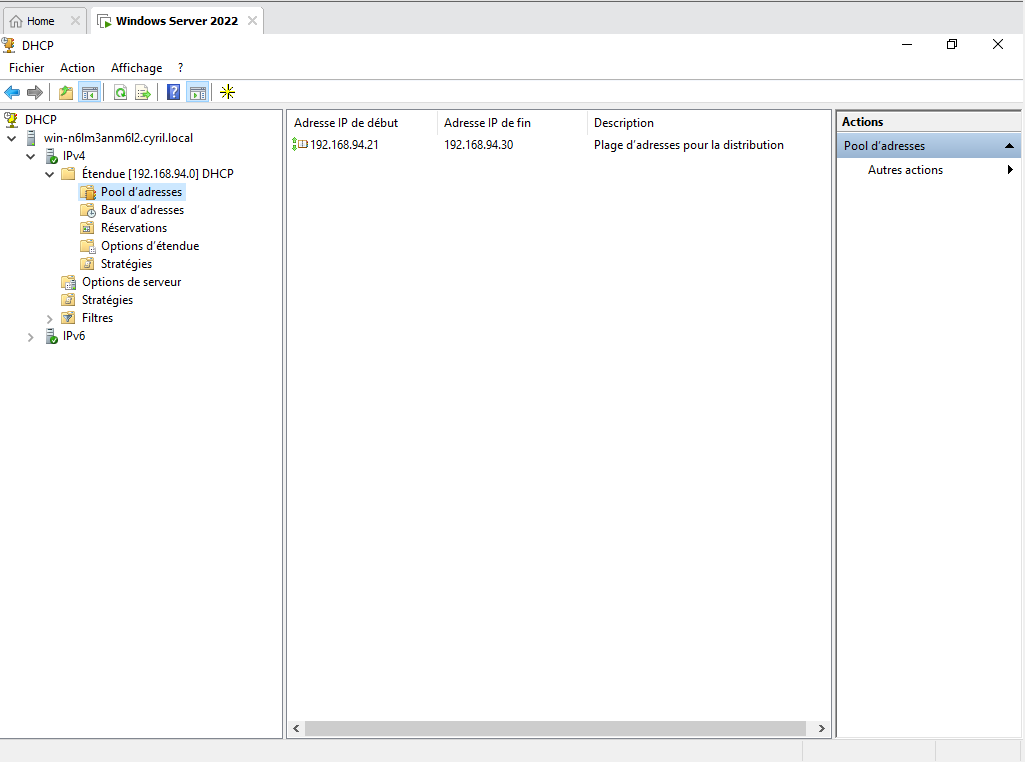 Home
Windows Server 2022
DHCP
Fichier Action Affichage ?
DHCP
win-n6lm3anm6l2.cyril.local
IPv4
Étendue [192.168.94.0] DHCP
Pool d'adresses
Baux d'adresses
Réservations
Options d'étendue
Stratégies
Options de serveur
Stratégies
Filtres
IPv6
Adresse IP de début Adresse IP de fin Description
192.168.94.21 192.168.94.30 Plage d'adresses pour la distribution
Actions
Pool d'adresses
Autres actions